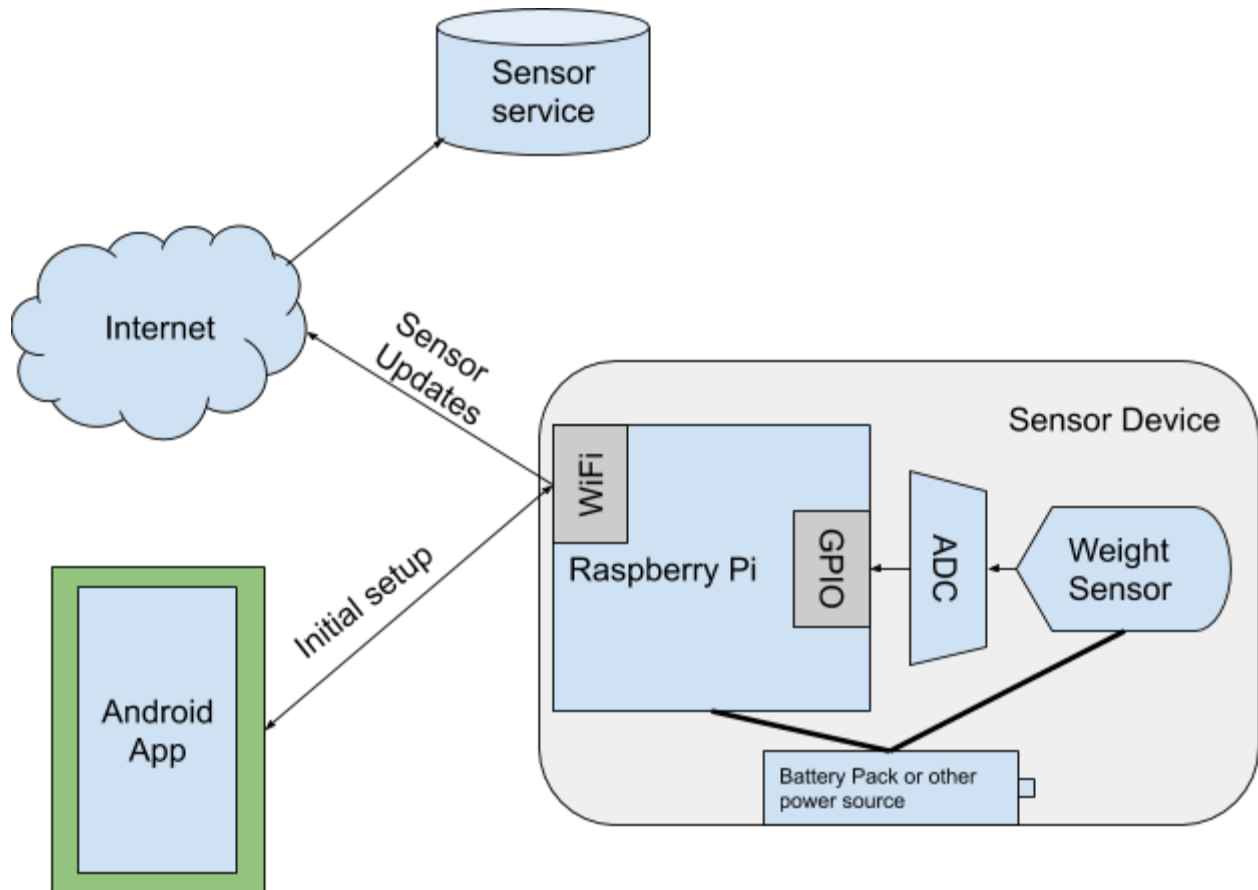 Sensor
service
Internet
Sensor
Updates
Sensor Device
WiFi
Raspberry Pi
GPIO
ADC
Weight
Sensor
Initial setup
Android
App
Battery Pack or other
power source